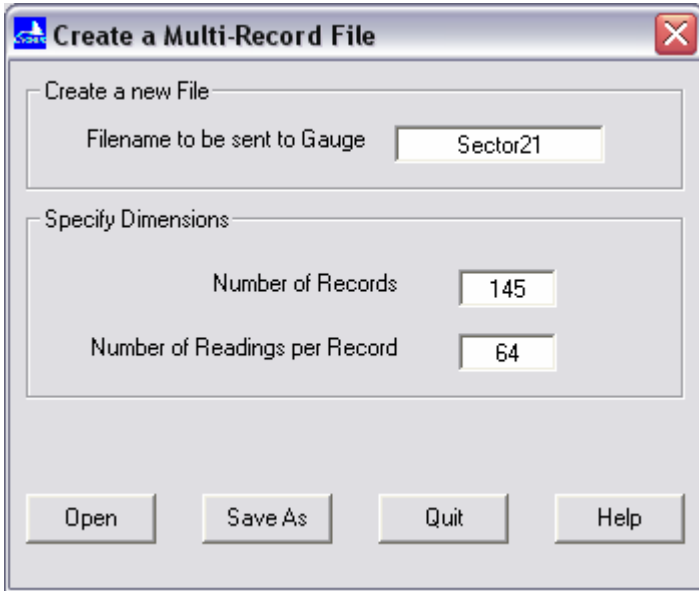 Create a Multi-Record File
Create a new File
Filename to be sent to Gauge Sector21
Specify Dimensions
Number of Records 145
Number of Readings per Record 64
Open Save As Quit Help